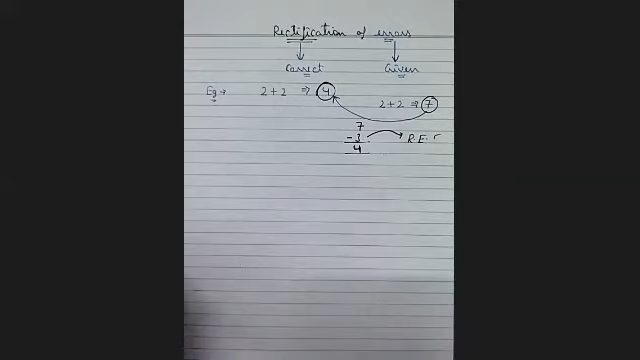 Rectification of errors
Correct Given
Eg → 2 + 2 ⇒ 4
2 + 2 ⇒ 7
7
- 3 R.E.
4